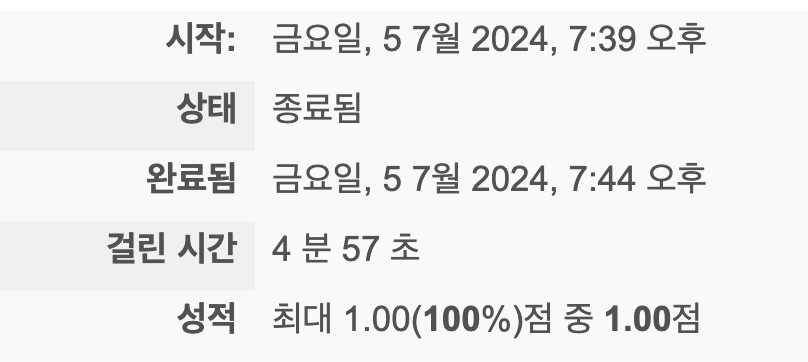 시작: 금요일, 5 7월 2024, 7:39 오후
상태 종료됨
완료됨 금요일, 5 7월 2024, 7:44 오후
걸린 시간 4 분 57 초
성적 최대 1.00(100%)점 중 1.00점